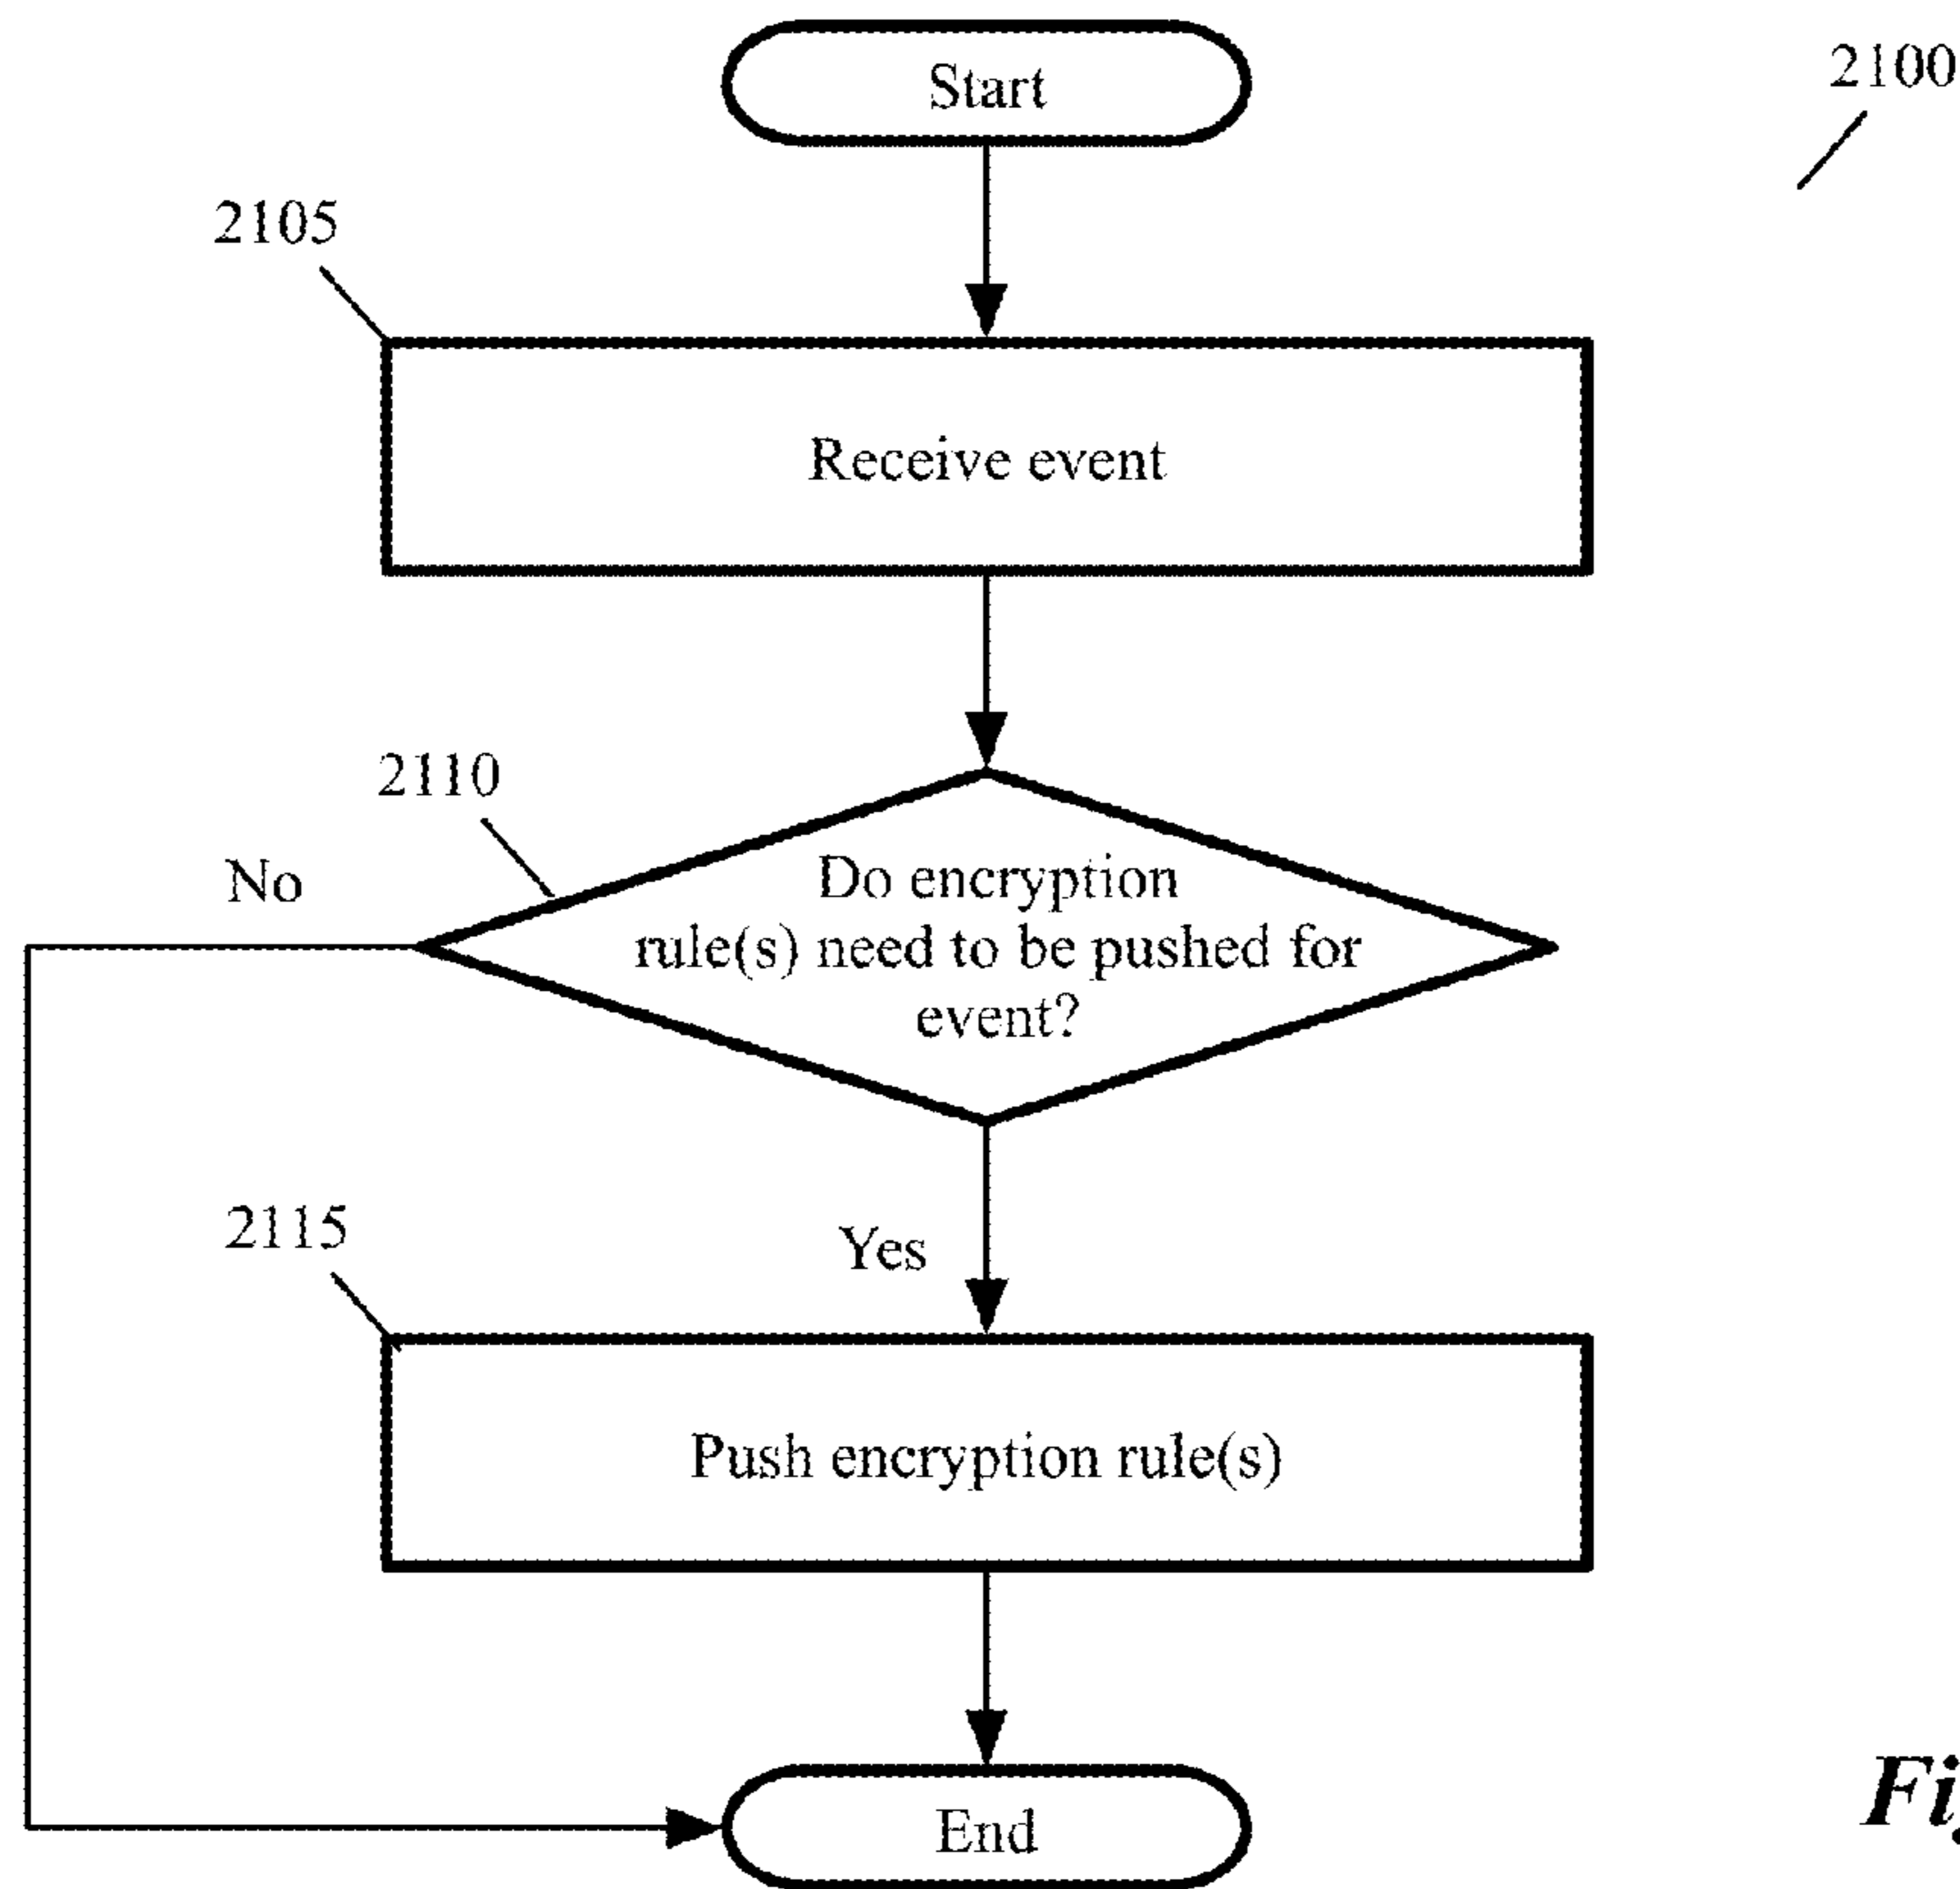 Start
2100
2105
Receive event
2110
No
Do encryption
rule(s) need to be pushed for
event?
Yes
2115
Push encryption rule(s)
End